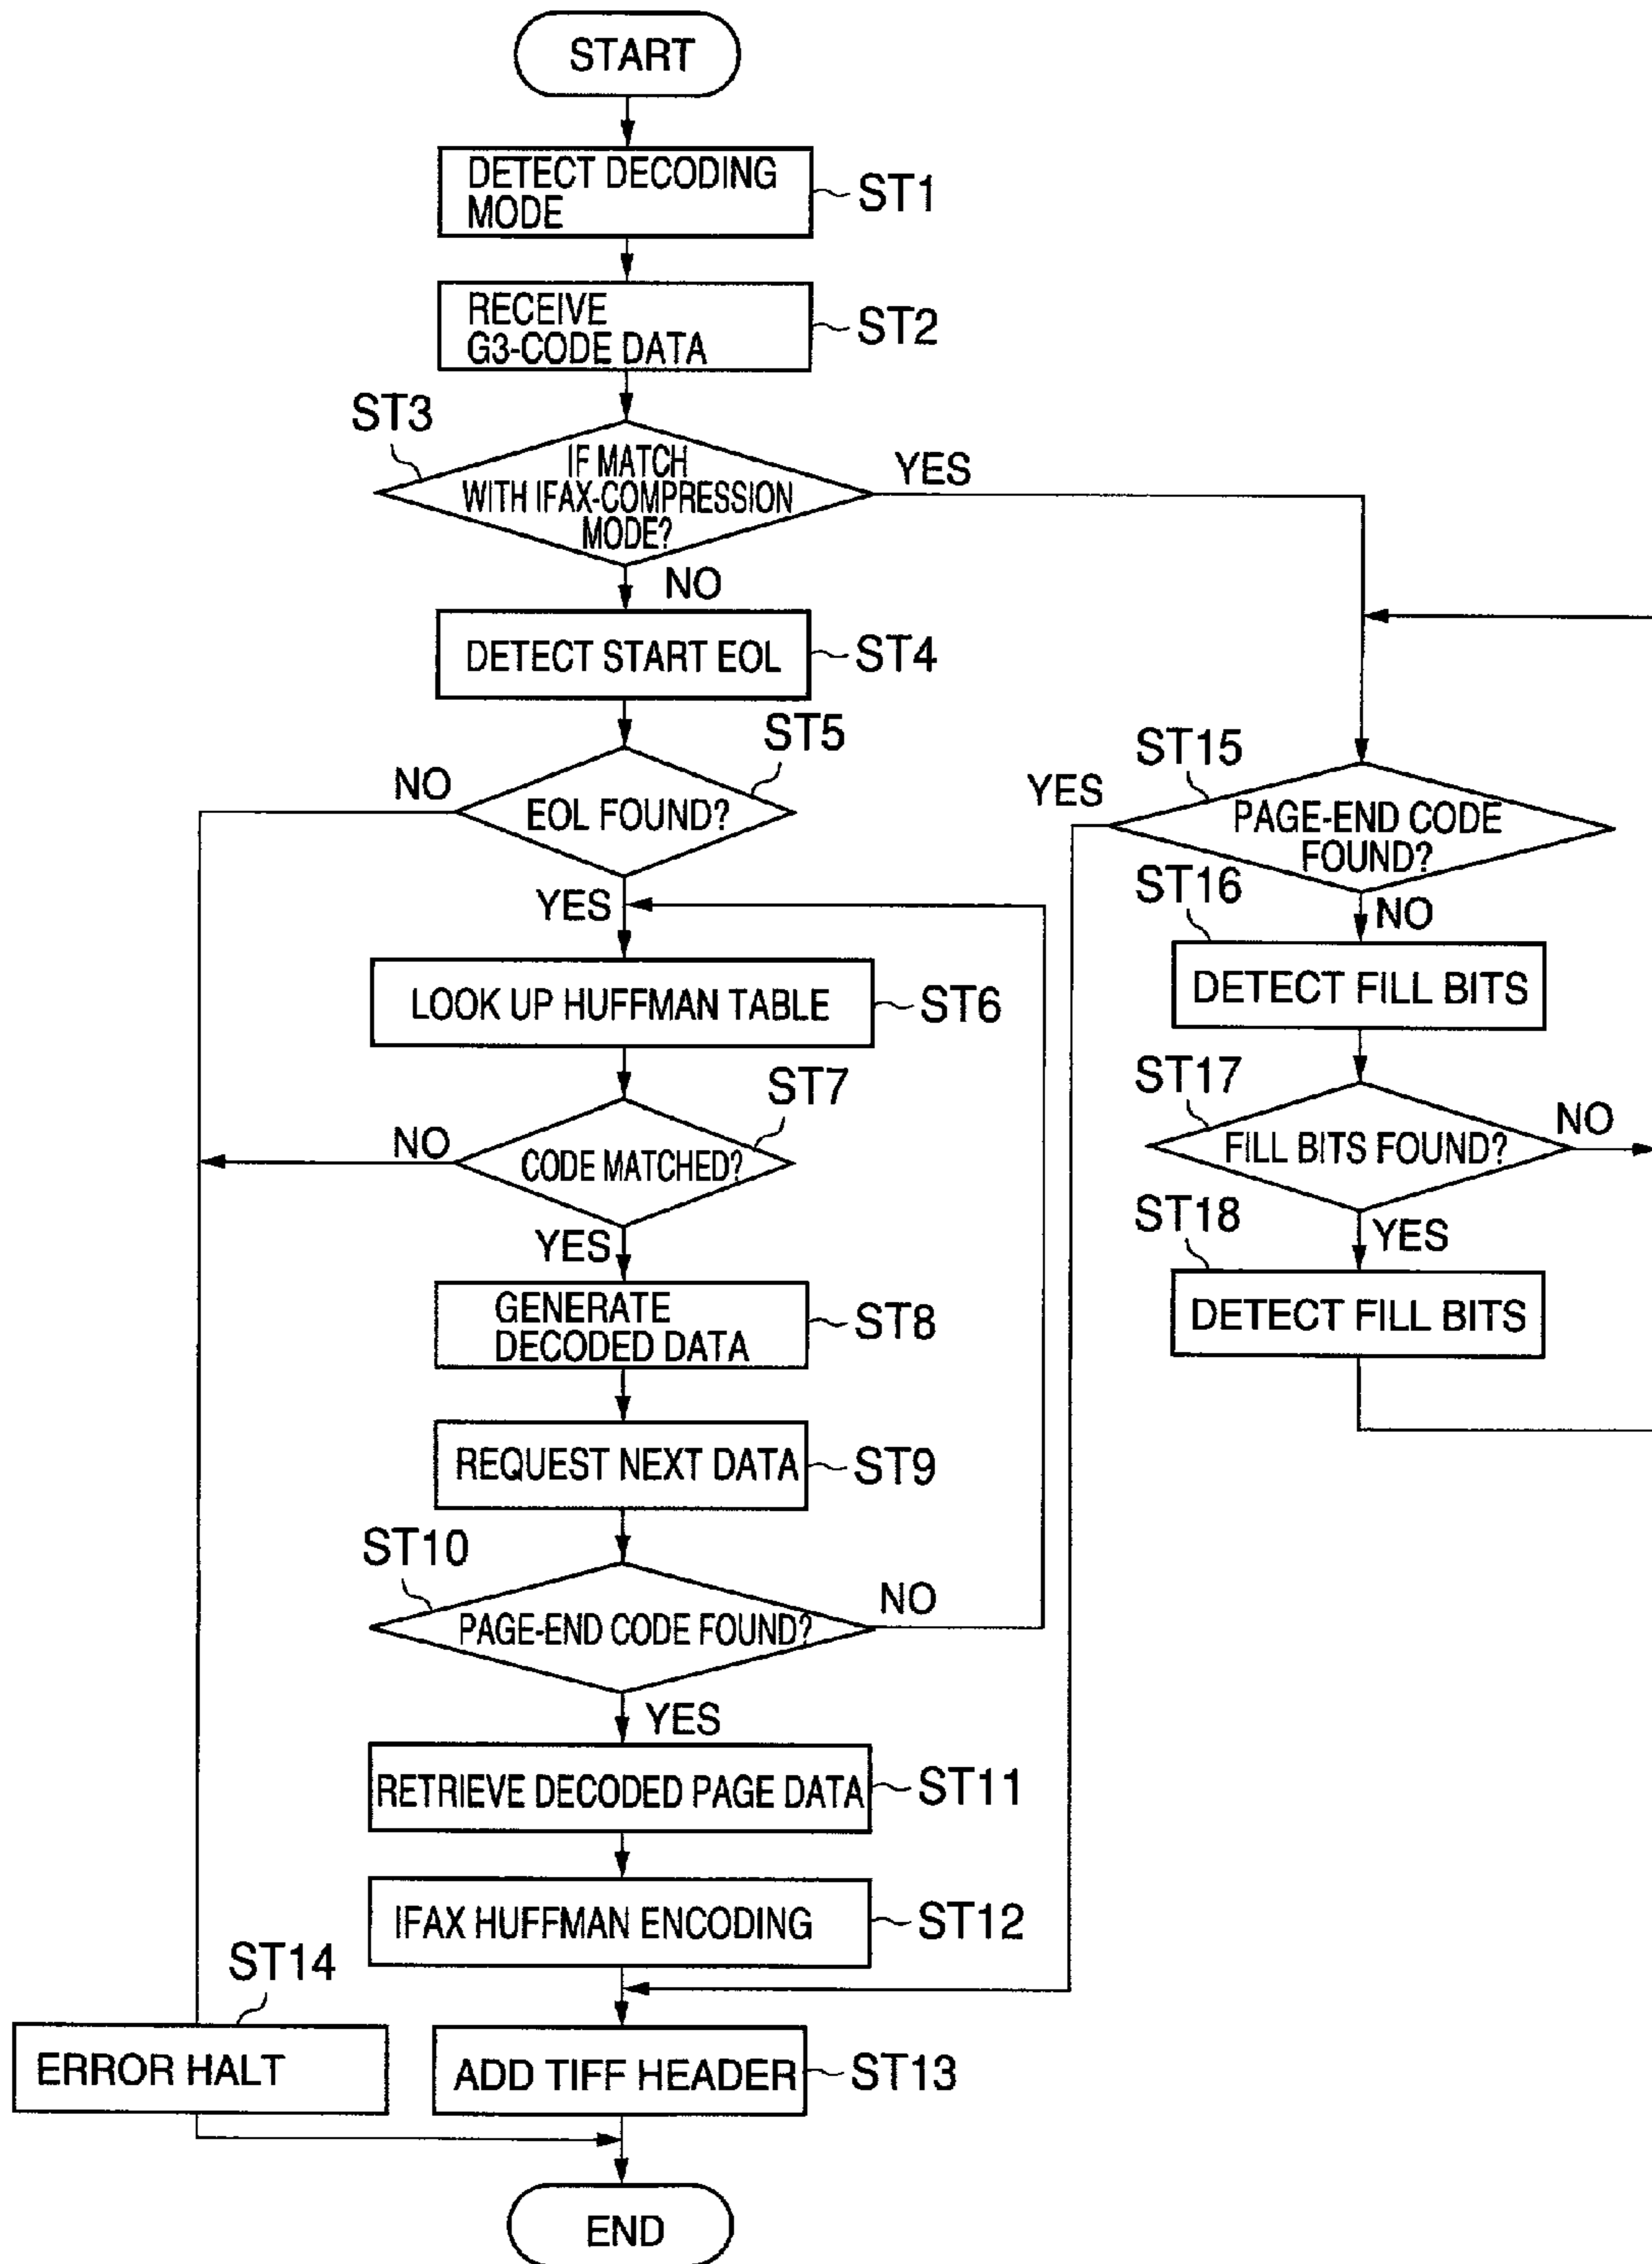 START
DETECT DECODING
MODE
ST1
RECEIVE
G3-CODE DATA
ST2
ST3
IF MATCH
WITH IFAX-COMPRESSION
MODE?
YES
NO
DETECT START EOL
ST4
ST5
NO
EOL FOUND?
YES
LOOK UP HUFFMAN TABLE
ST6
ST7
NO
CODE MATCHED?
YES
GENERATE
DECODED DATA
ST8
REQUEST NEXT DATA
ST9
ST10
PAGE-END CODE FOUND?
NO
YES
RETRIEVE DECODED PAGE DATA
ST11
IFAX HUFFMAN ENCODING
ST12
ST14
ERROR HALT
ADD TIFF HEADER
ST13
END
ST15
YES
PAGE-END CODE
FOUND?
ST16
NO
DETECT FILL BITS
ST17
FILL BITS FOUND?
NO
ST18
YES
DETECT FILL BITS